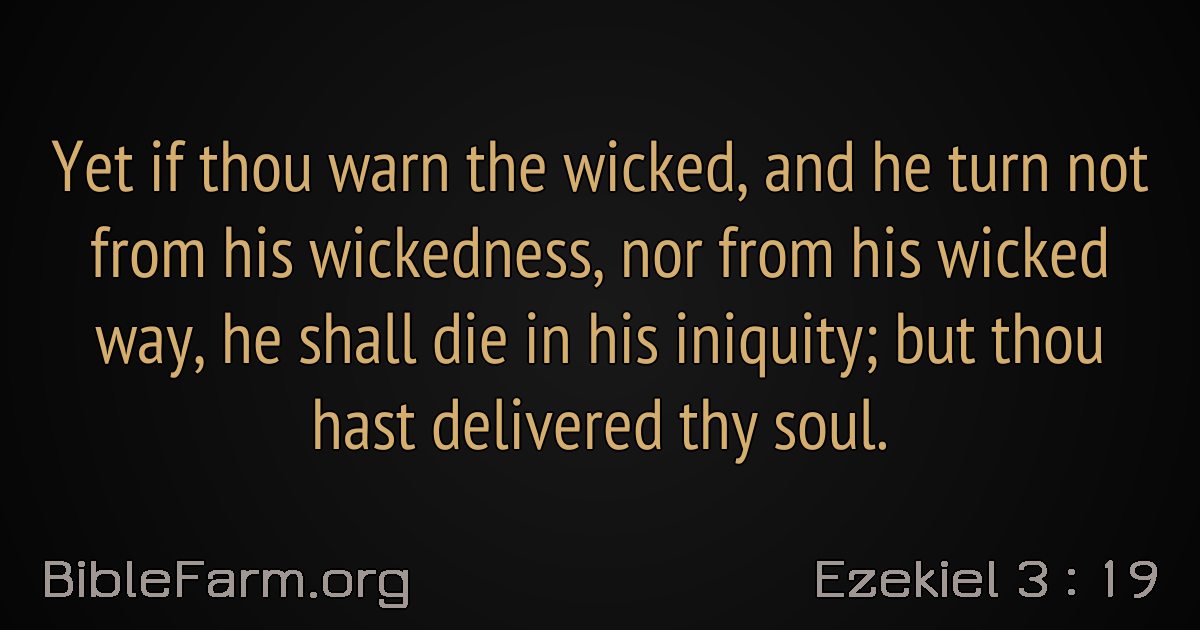 Yet if thou warn the wicked, and he turn not
from his wickedness, nor from his wicked
way, he shall die in his iniquity; but thou
hast delivered thy soul.
BibleFarm.org
Ezekiel 3 : 19